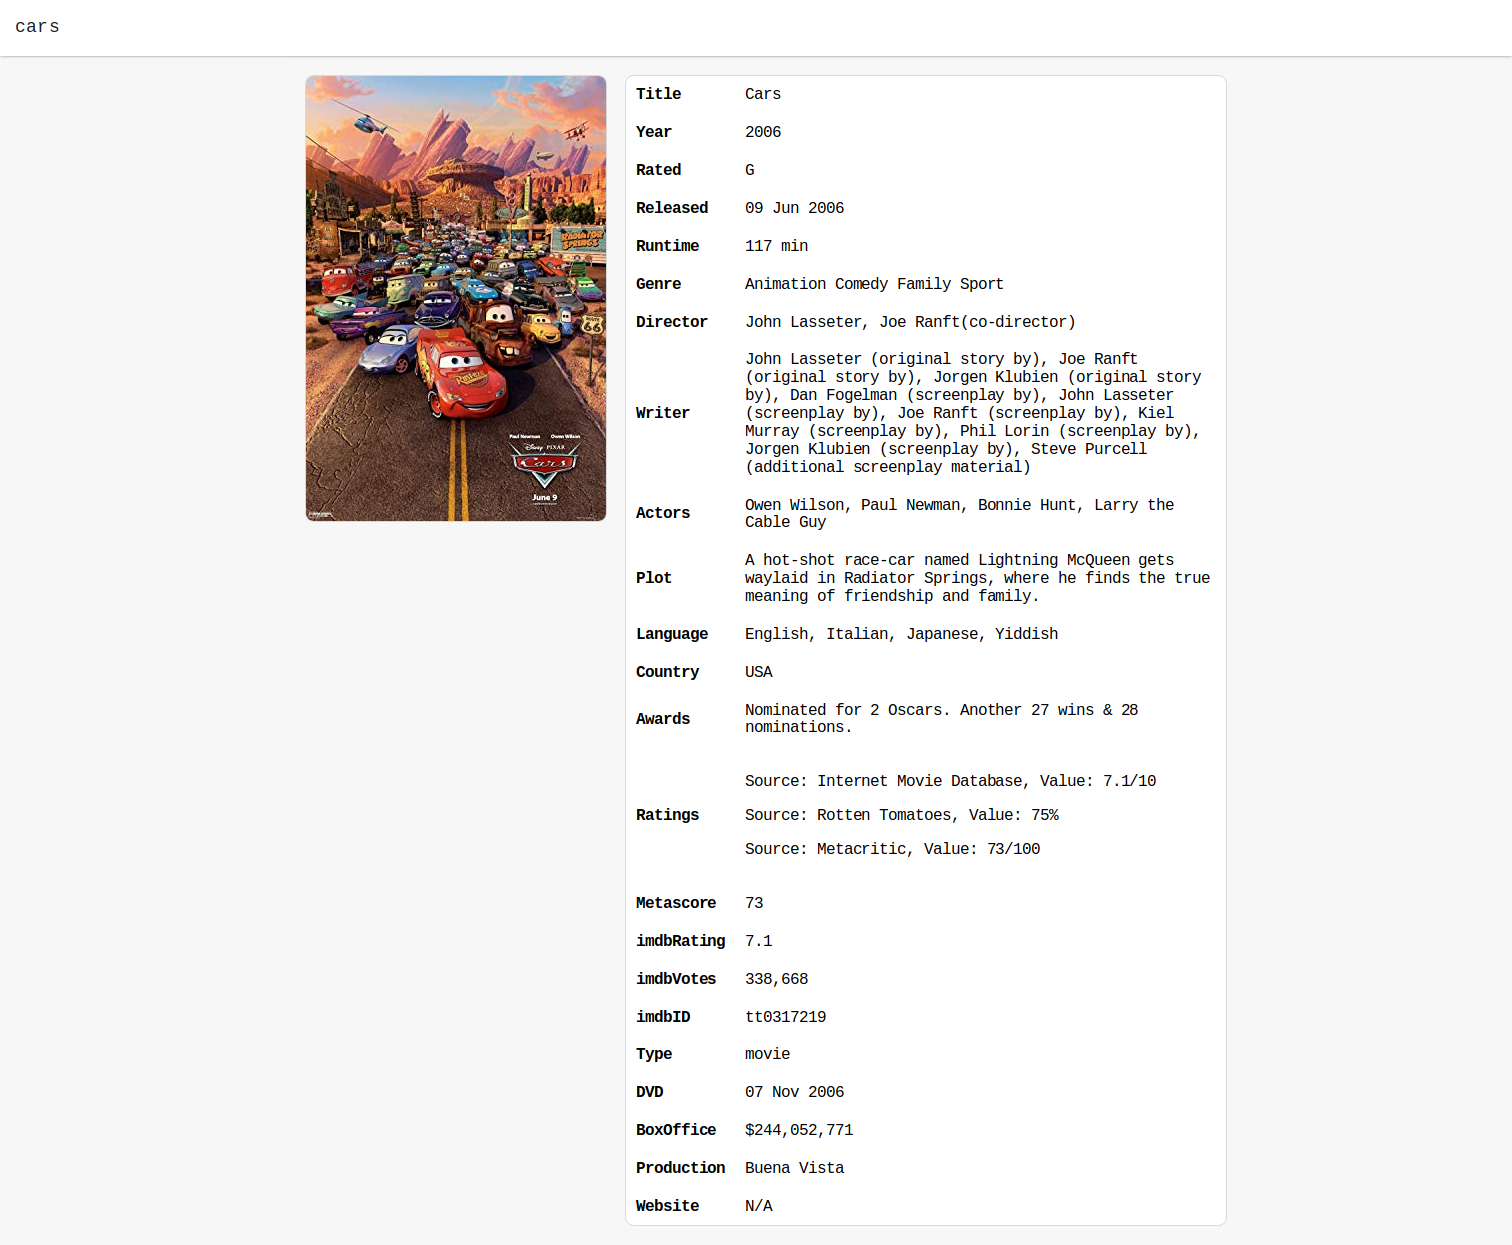 cars
RADIATOR
SPRINGS
ROUTE
66
Paul Newman Owen Wilson
Disney PIXAR
Cars
June 9
Title Cars
Year 2006
Rated G
Released 09 Jun 2006
Runtime 117 min
Genre Animation Comedy Family Sport
Director John Lasseter, Joe Ranft(co-director)
Writer John Lasseter (original story by), Joe Ranft
(original story by), Jorgen Klubien (original story
by), Dan Fogelman (screenplay by), John Lasseter
(screenplay by), Joe Ranft (screenplay by), Kiel
Murray (screenplay by), Phil Lorin (screenplay by),
Jorgen Klubien (screenplay by), Steve Purcell
(additional screenplay material)
Actors Owen Wilson, Paul Newman, Bonnie Hunt, Larry the
Cable Guy
Plot A hot-shot race-car named Lightning McQueen gets
waylaid in Radiator Springs, where he finds the true
meaning of friendship and family.
Language English, Italian, Japanese, Yiddish
Country USA
Awards Nominated for 2 Oscars. Another 27 wins & 28
nominations.
Ratings Source: Internet Movie Database, Value: 7.1/10
Source: Rotten Tomatoes, Value: 75%
Source: Metacritic, Value: 73/100
Metascore 73
imdbRating 7.1
imdbVotes 338,668
imdbID tt0317219
Type movie
DVD 07 Nov 2006
BoxOffice $244,052,771
Production Buena Vista
Website N/A